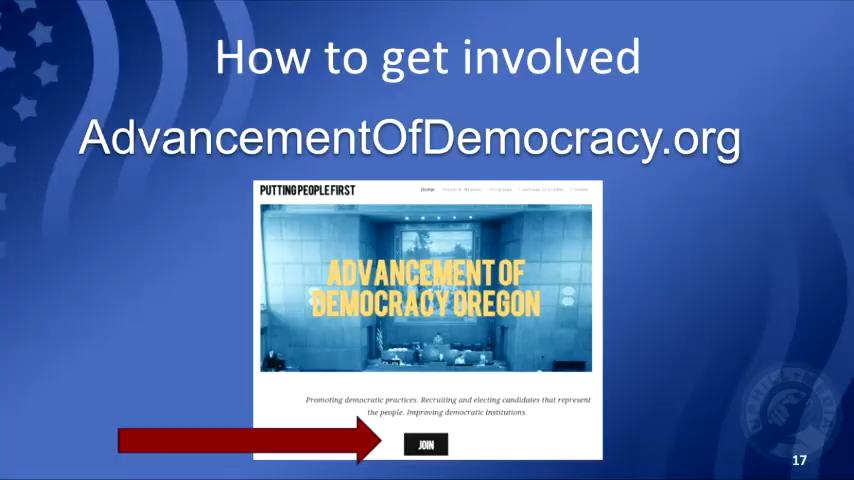 How to get involved
AdvancementOfDemocracy.org
PUTTING PEOPLE FIRST
Home
ADVANCEMENT OF
DEMOCRACY OREGON
Promoting democratic practices. Recruiting and electing candidates that represent
the people. Improving democratic institutions.
JOIN
17